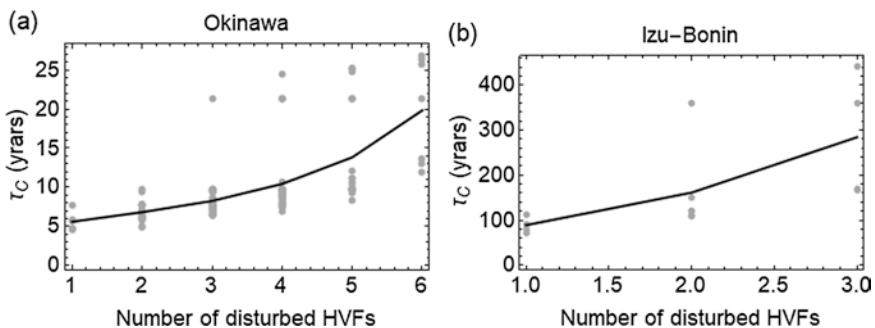 (a)
Okinawa
τC (yrars)
25
20
15
10
5
0
1 2 3 4 5 6
Number of disturbed HVFs
(b)
Izu–Bonin
τC (yrars)
400
300
200
100
0
1.0 1.5 2.0 2.5 3.0
Number of disturbed HVFs